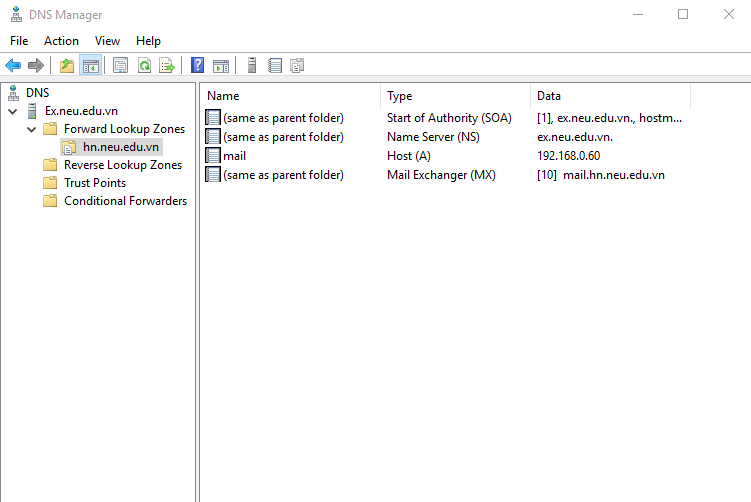 DNS Manager
File Action View Help
DNS
Ex.neu.edu.vn
Forward Lookup Zones
hn.neu.edu.vn
Reverse Lookup Zones
Trust Points
Conditional Forwarders
Name Type Data
(same as parent folder) Start of Authority (SOA) [1], ex.neu.edu.vn., hostm...
(same as parent folder) Name Server (NS) ex.neu.edu.vn.
mail Host (A) 192.168.0.60
(same as parent folder) Mail Exchanger (MX) [10] mail.hn.neu.edu.vn